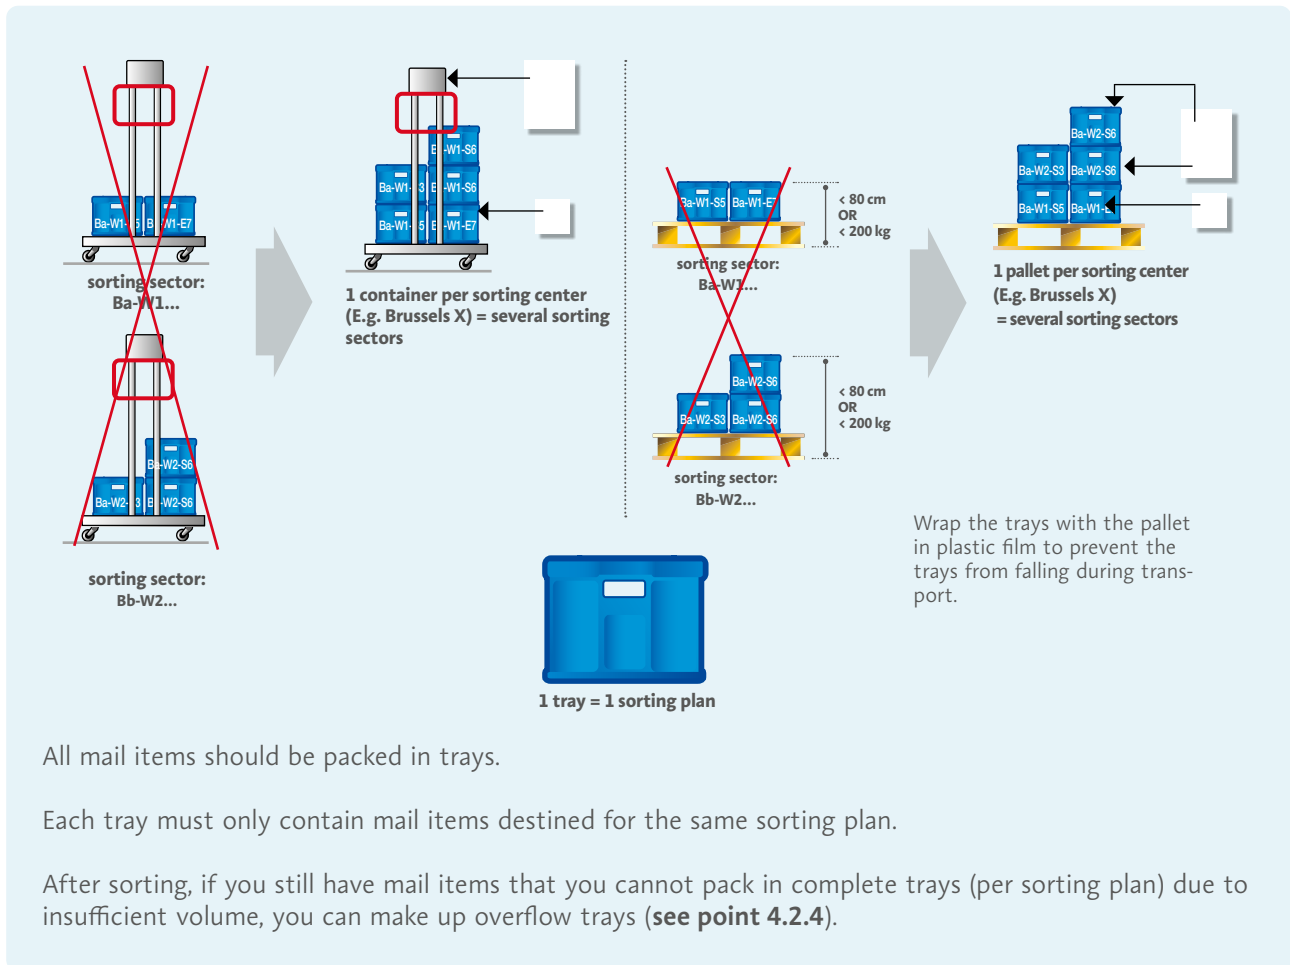 Ba-W1- 5
B -W1-E7
sorting sector:
Ba-W1...
Ba-W2-S6
Ba-W2- 3
B -W2-S6
sorting sector:
Bb-W2...
B -W1-S6
Ba-W1- 3
B -W1-S6
Ba-W1- 5
B -W1-E7
1 container per sorting center
(E.g. Brussels X) = several sorting
sectors
Ba-W1-S5
Ba-W1-E7
< 80 cm
OR
< 200 kg
sorting sector:
Ba-W1...
Ba-W2-S6
Ba-W2-S3
Ba-W2-S6
< 80 cm
OR
< 200 kg
sorting sector:
Bb-W2...
Ba-W2-S6
Ba-W2-S3
Ba-W2-S6
Ba-W1-S5
Ba-W1-E
1 pallet per sorting center
(E.g. Brussels X)
= several sorting sectors
Wrap the trays with the pallet
in plastic film to prevent the
trays from falling during trans-
port.
1 tray = 1 sorting plan
All mail items should be packed in trays.
Each tray must only contain mail items destined for the same sorting plan.
After sorting, if you still have mail items that you cannot pack in complete trays (per sorting plan) due to
insufficient volume, you can make up overflow trays (see point 4.2.4).